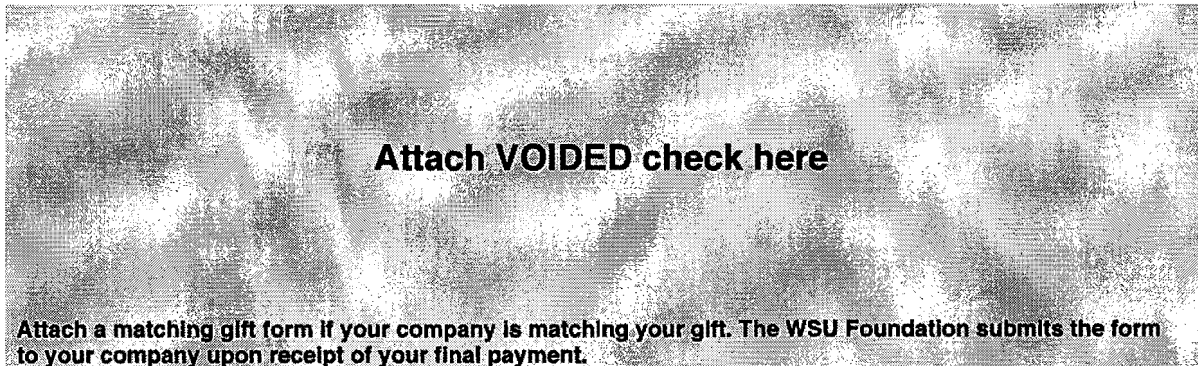 Attach VOIDED check here
Attach a matching gift form if your company is matching your gift. The WSU Foundation submits the form
to your company upon receipt of your final payment.